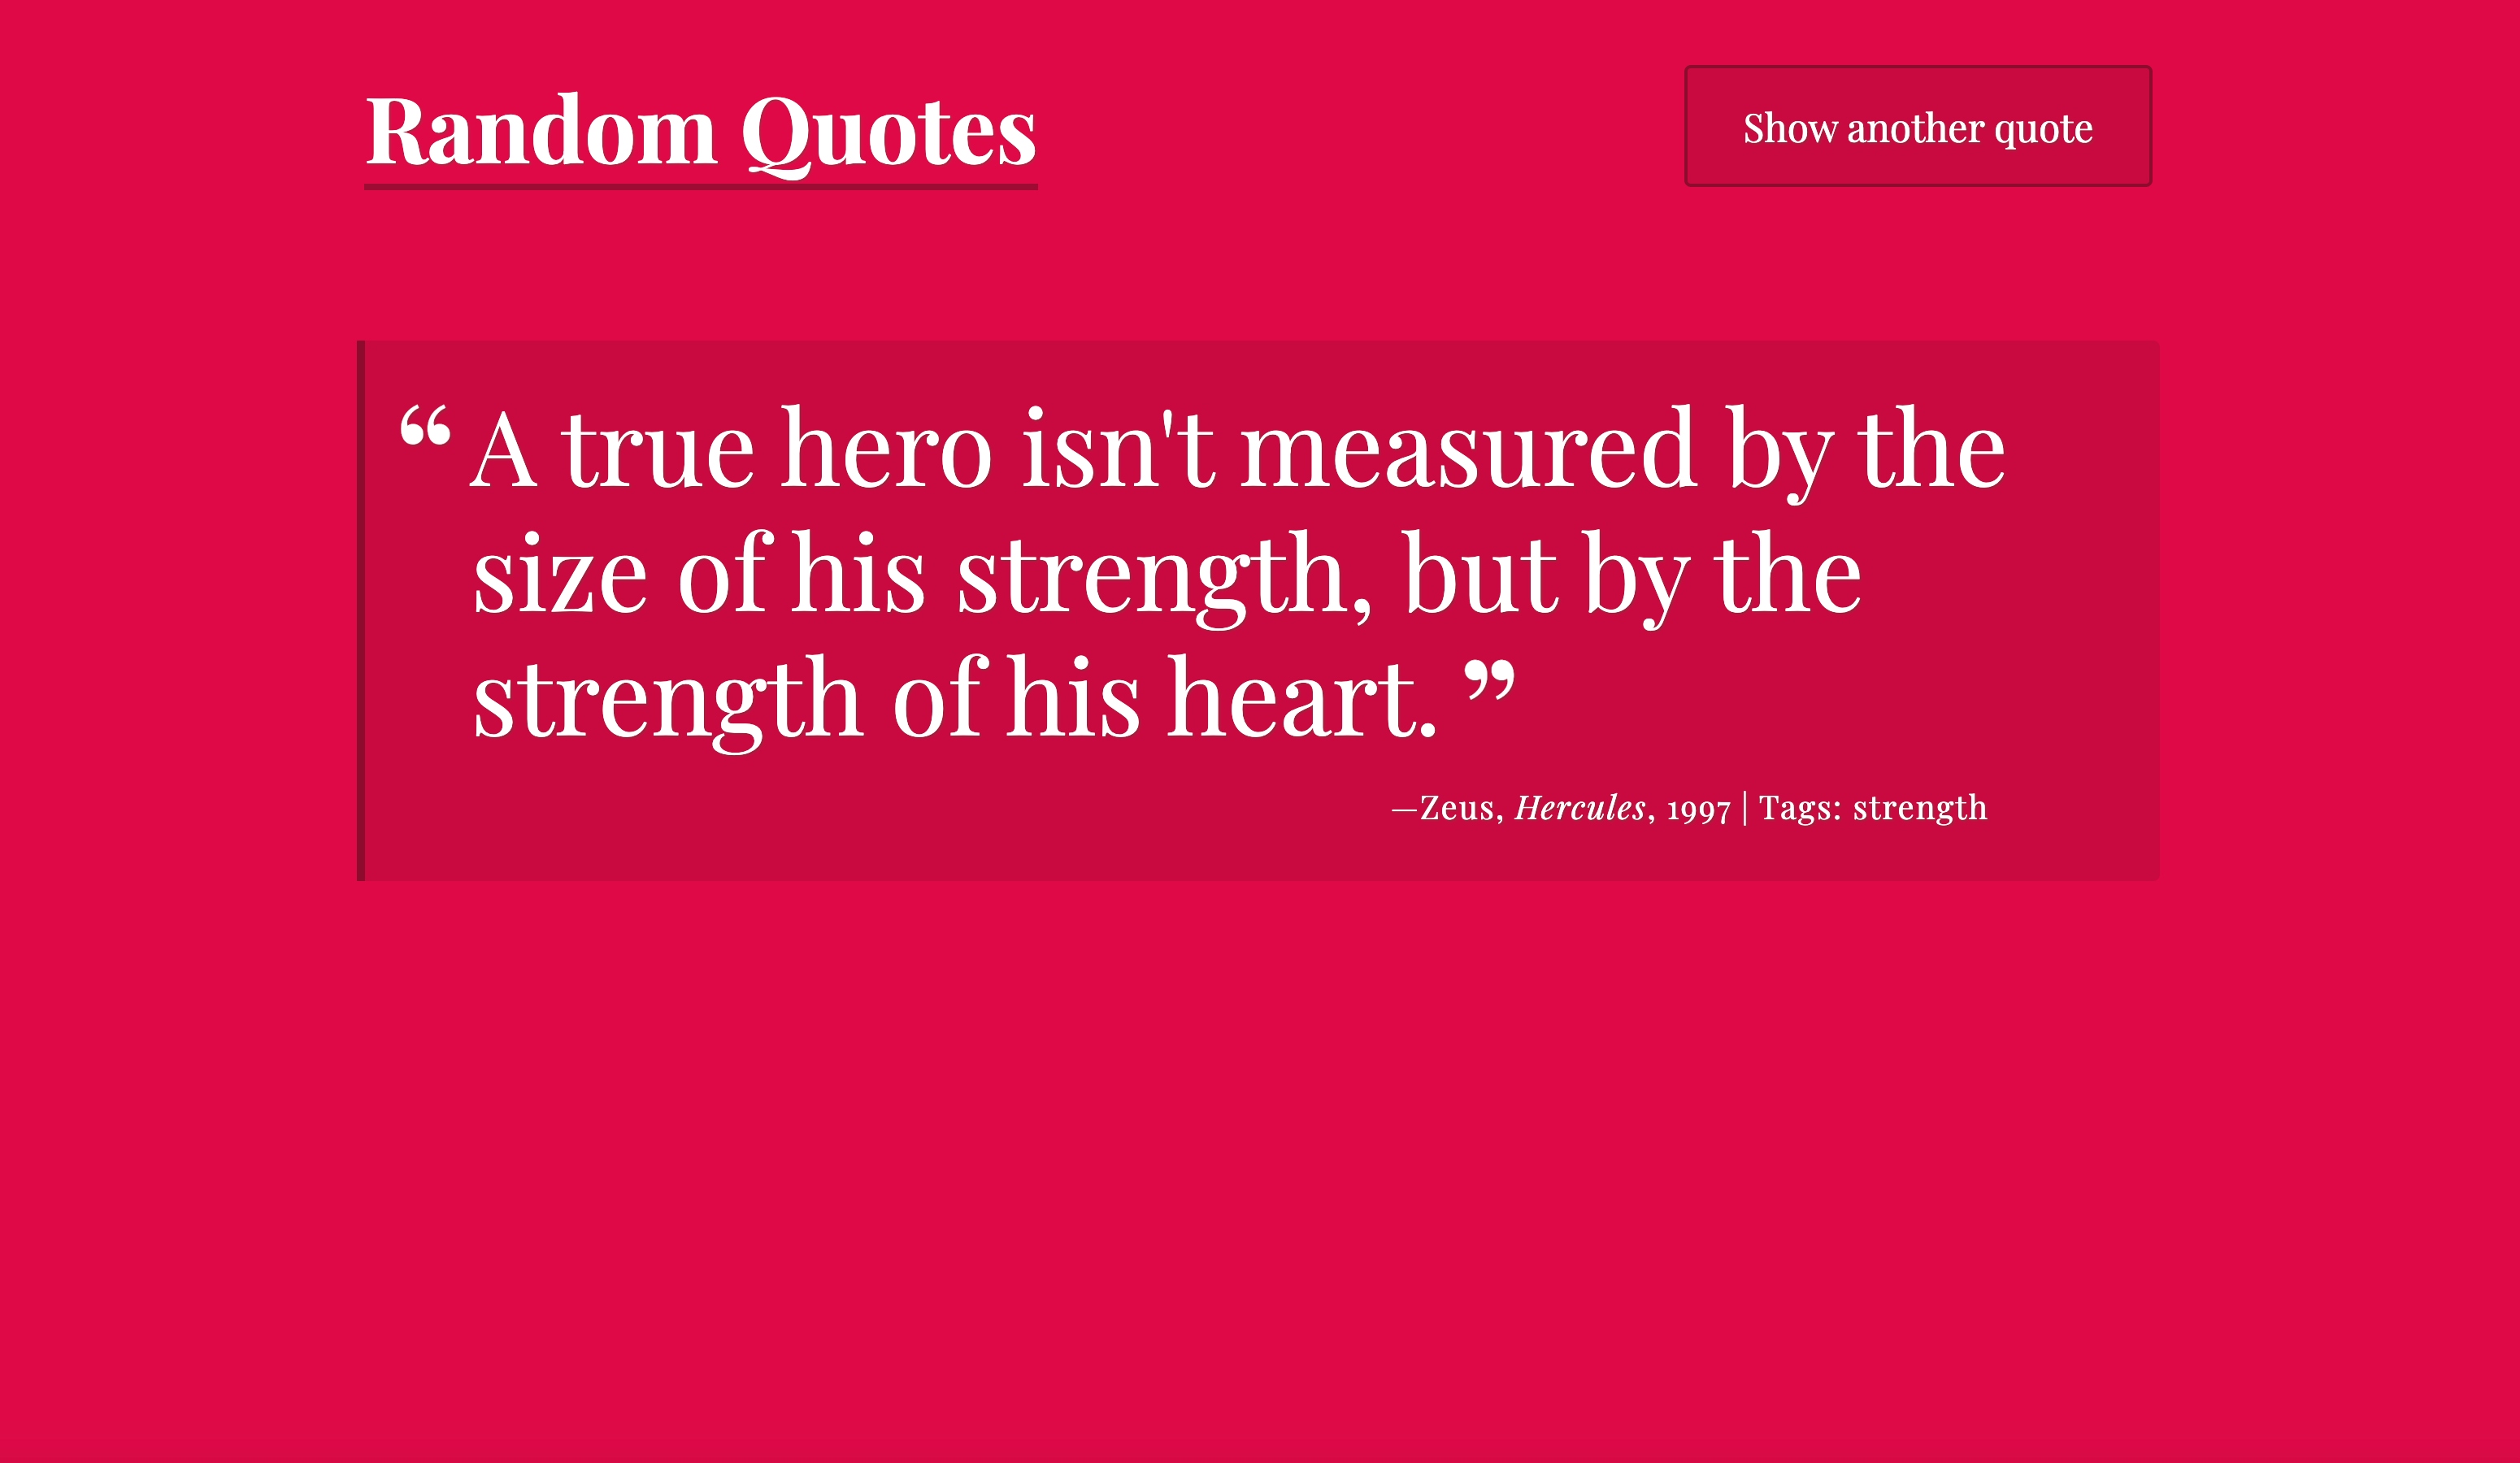 Random Quotes
Show another quote
“A true hero isn't measured by the
size of his strength, but by the
strength of his heart. ”
—Zeus, Hercules, 1997 | Tags: strength